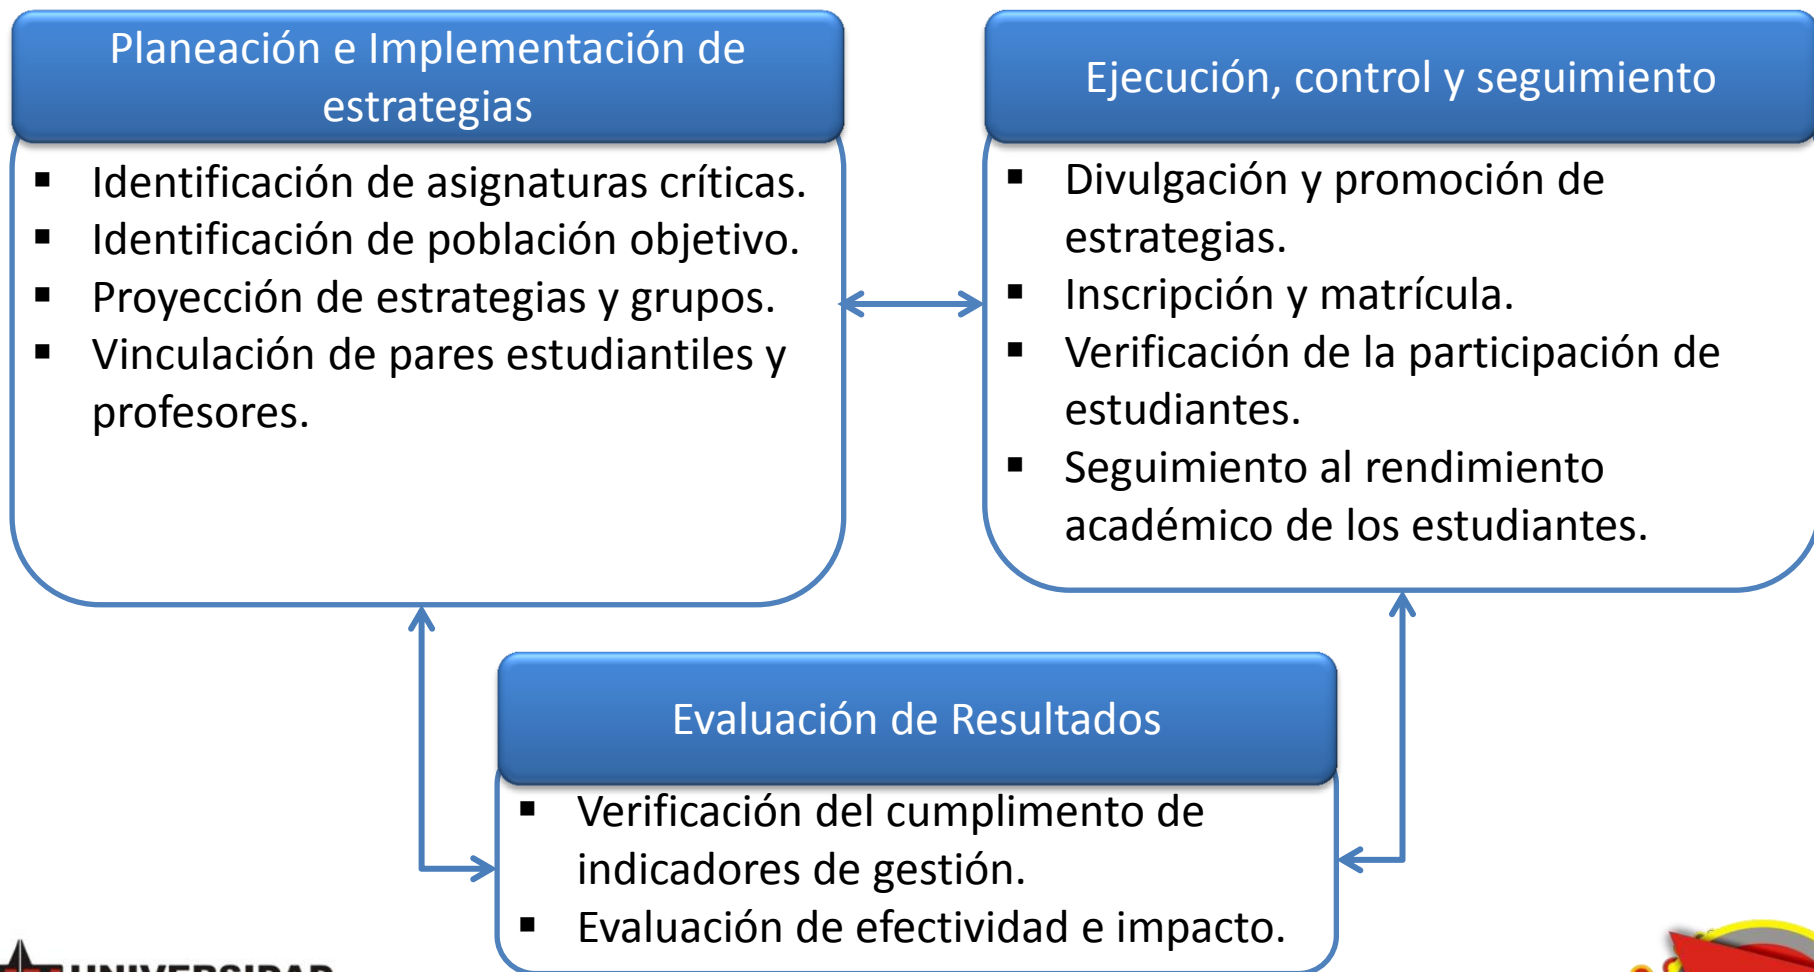 Planeación e Implementación de
estrategias
▪ Identificación de asignaturas críticas.
▪ Identificación de población objetivo.
▪ Proyección de estrategias y grupos.
▪ Vinculación de pares estudiantiles y
profesores.
Ejecución, control y seguimiento
▪ Divulgación y promoción de
estrategias.
▪ Inscripción y matrícula.
▪ Verificación de la participación de
estudiantes.
▪ Seguimiento al rendimiento
académico de los estudiantes.
Evaluación de Resultados
▪ Verificación del cumplimento de
indicadores de gestión.
▪ Evaluación de efectividad e impacto.
UNIVERSIDAD